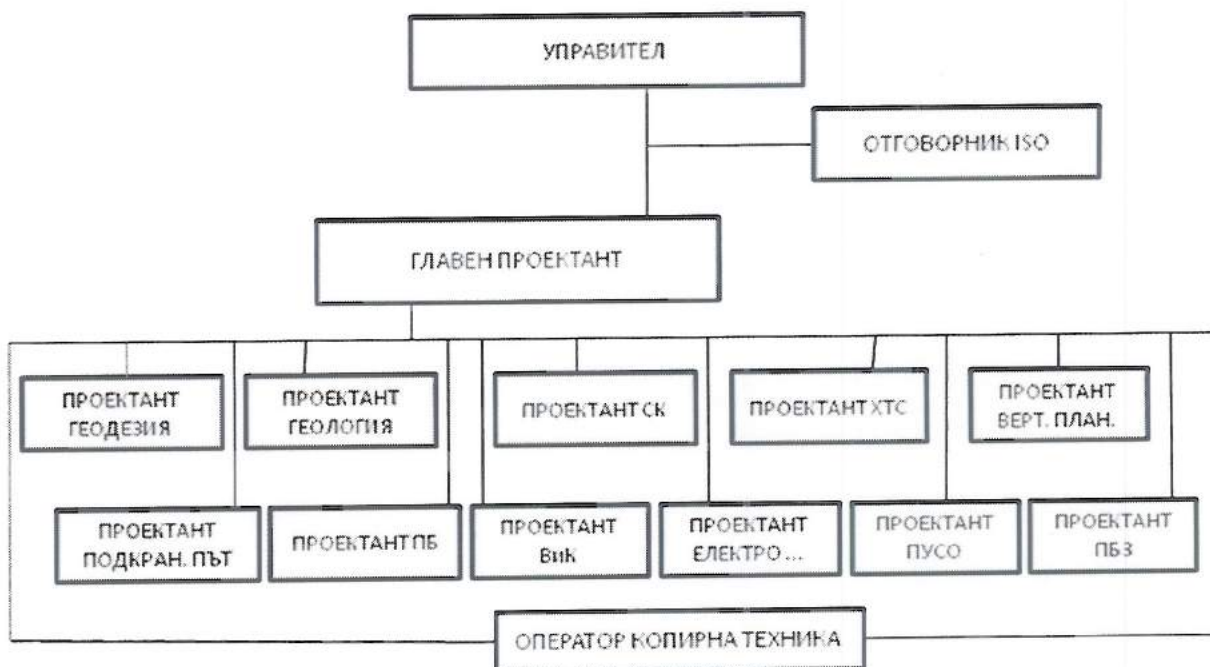 УПРАВИТЕЛ
ОТГОВОРНИК ISO
ГЛАВЕН ПРОЕКТАНТ
ПРОЕКТАНТ
ГЕОДЕЗИЯ
ПРОЕКТАНТ
ГЕОЛОГИЯ
ПРОЕКТАНТ СК
ПРОЕКТАНТ ХТС
ПРОЕКТАНТ
ВЕРТ. ПЛАН.
ПРОЕКТАНТ
ПОДКРАН. ПЪТ
ПРОЕКТАНТ ПБ
ПРОЕКТАНТ
ВиК
ПРОЕКТАНТ
ЕЛЕКТРО ...
ПРОЕКТАНТ
ПУСО
ПРОЕКТАНТ
ПБЗ
ОПЕРАТОР КОПИРНА ТЕХНИКА